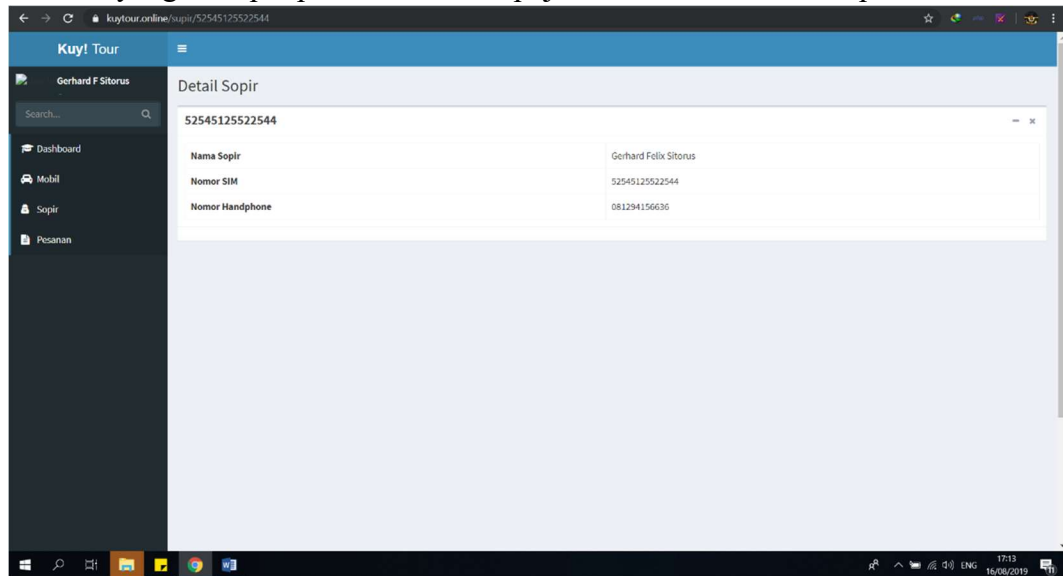 kuytour.online/supir/52545125522544
Kuy! Tour
Gerhard F Sitorus
Detail Sopir
Search...
52545125522544
Dashboard
Nama Sopir Gerhard Felix Sitorus
Mobil
Nomor SIM 52545125522544
Sopir
Nomor Handphone 081294156636
Pesanan
ENG
17:13
16/08/2019